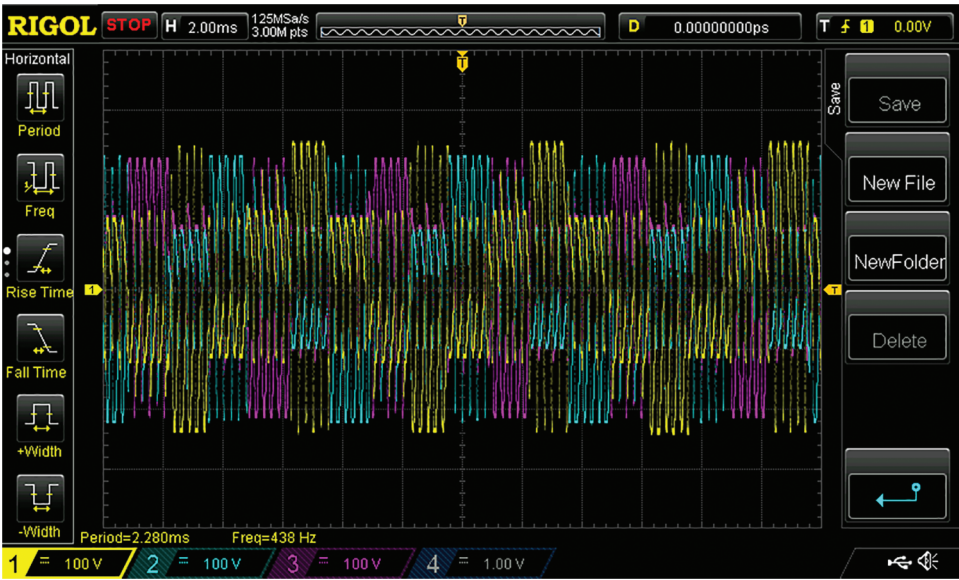 RIGOL STOP H 2.00ms 125MSa/s 3.00M pts T D 0.00000000ps T 1 0.00V
Horizontal
Period
Freq
Rise Time
Fall Time
+Width
-Width
T
1
T
Period=2.280ms Freq=438 Hz
Save
Save
New File
NewFolder
Delete
1 = 100 V 2 = 100 V 3 = 100 V 4 = 1.00 V